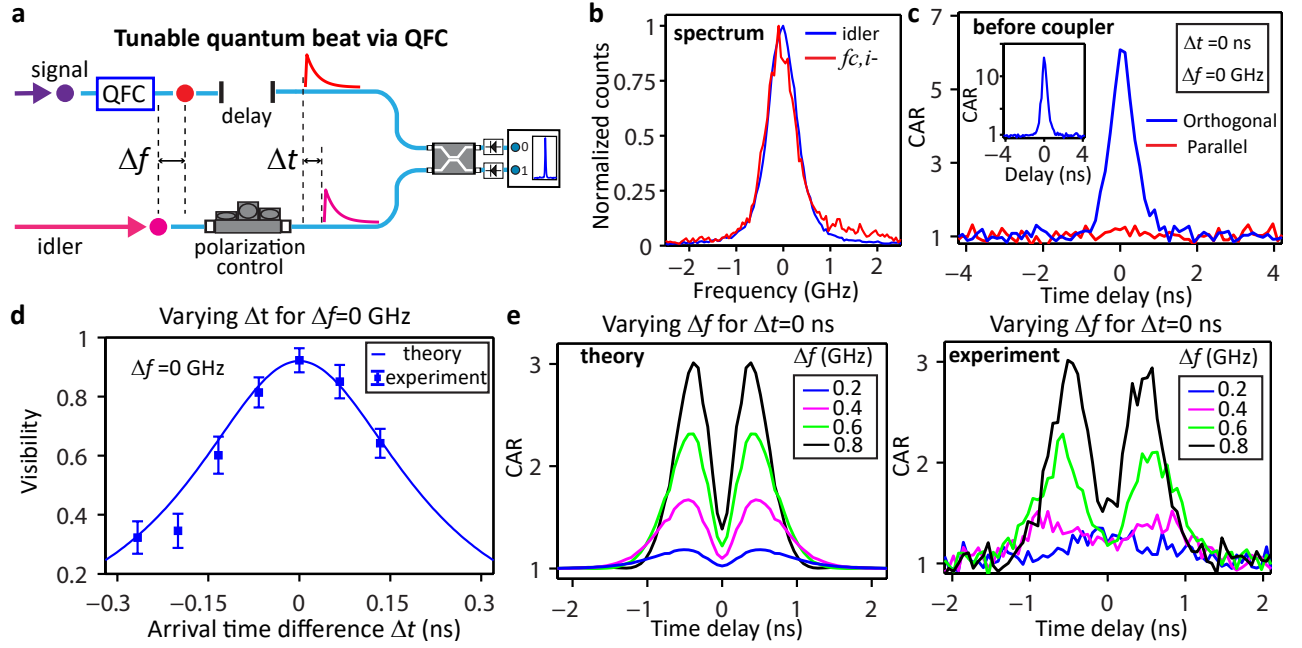 a
Tunable quantum beat via QFC
signal
QFC
delay
Δf
Δt
0
1
idler
polarization
control
b
spectrum
idler
fc,i-
Normalized counts
1
0.75
0.5
0.25
0
−2
−1
0
1
2
Frequency (GHz)
c
before coupler
Δt =0 ns
Δf =0 GHz
Orthogonal
Parallel
CAR
7
5
3
1
−4
−2
0
2
4
Time delay (ns)
CAR
10
1
−4
0
4
Delay (ns)
d
Varying Δt for Δf=0 GHz
Δf =0 GHz
theory
experiment
Visibility
1
0.8
0.6
0.4
0.2
−0.3
−0.15
0
0.15
0.3
Arrival time difference Δt (ns)
e
Varying Δf for Δt=0 ns
theory
Δf (GHz)
0.2
0.4
0.6
0.8
CAR
3
2
1
−2
−1
0
1
2
Time delay (ns)
Varying Δf for Δt=0 ns
experiment
Δf (GHz)
0.2
0.4
0.6
0.8
CAR
3
2
1
−2
−1
0
1
2
Time delay (ns)